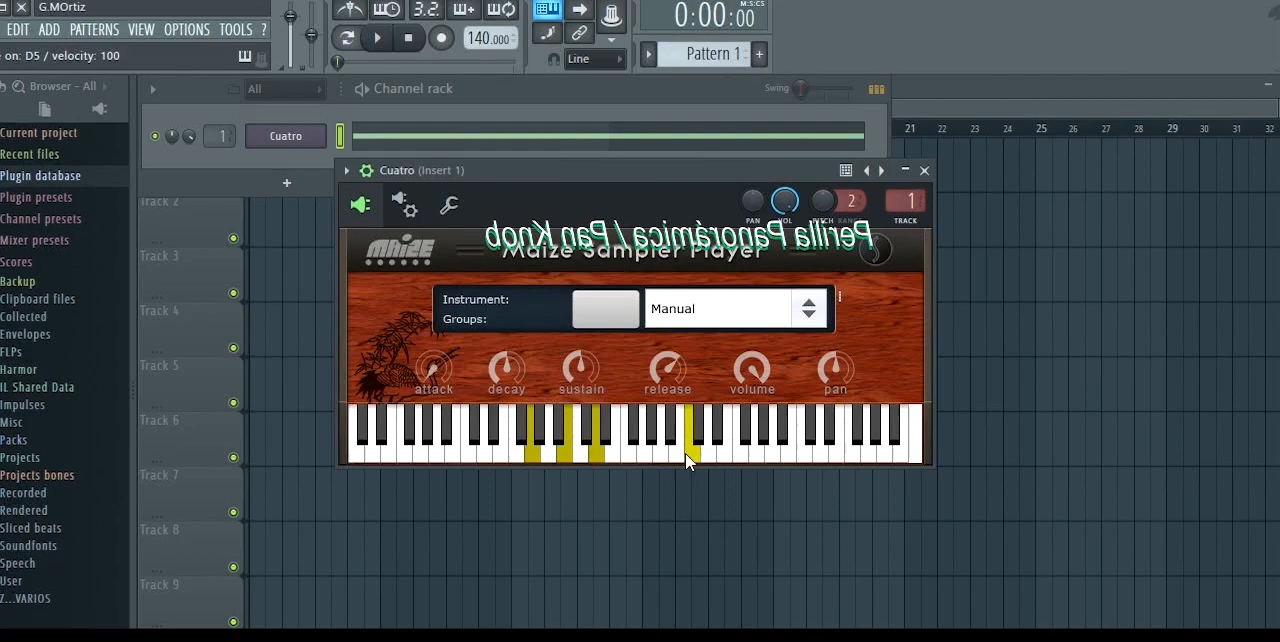 G.MOrtiz
EDIT ADD PATTERNS VIEW OPTIONS TOOLS ?
e on: D5 / velocity: 100
3.2.
140.000
0:00:00
M:S:CS
Line
Pattern 1
Browser - All
All
Channel rack
Swing
Current project
Recent files
Plugin database
Plugin presets
Channel presets
Mixer presets
Scores
Backup
Clipboard files
Collected
Envelopes
FLPs
Harmor
IL Shared Data
Impulses
Misc
Packs
Projects
Projects bones
Recorded
Rendered
Sliced beats
Soundfonts
Speech
User
Z...VARIOS
1 Cuatro
21 22 23 24 25 26 27 28 29 30 31 32
Track 2
Track 3
Track 4
Track 5
Track 6
Track 7
Track 8
Track 9
Cuatro (Insert 1)
2
1
PAN VOL PITCH RANGE TRACK
Perilla Panorámica / Pan Knob
MAIZE
Maize Sampler Player
Instrument:
Groups:
Manual
attack decay sustain release volume pan